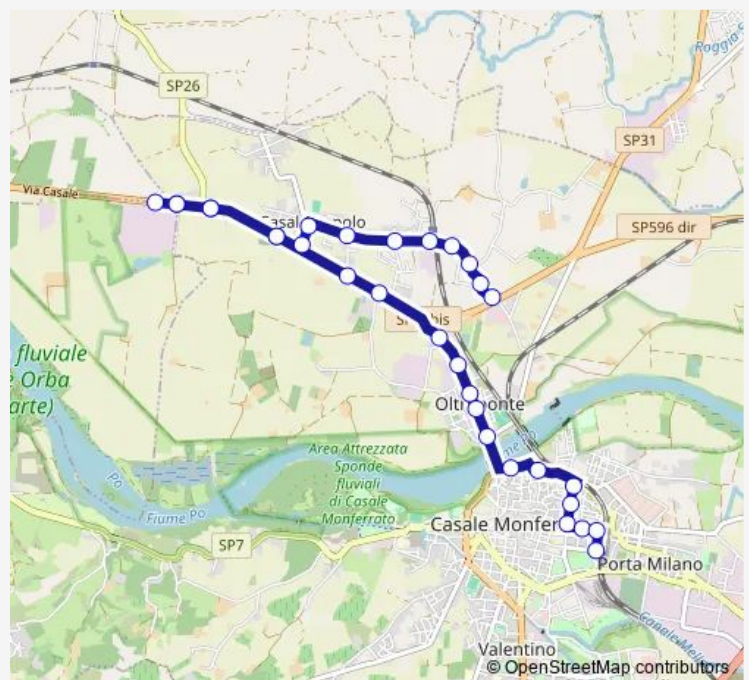 Roggia S
SP26
SP31
Via Casale
SP596 dir
fluviale
Orba
arte)
Area Attrezzata
Sponde
fluviali
di Casale
Monferrato
Po
Fiume Po
SP7
Casale Monfer
Porta Milano
Valentino
© OpenStreetMap contributors